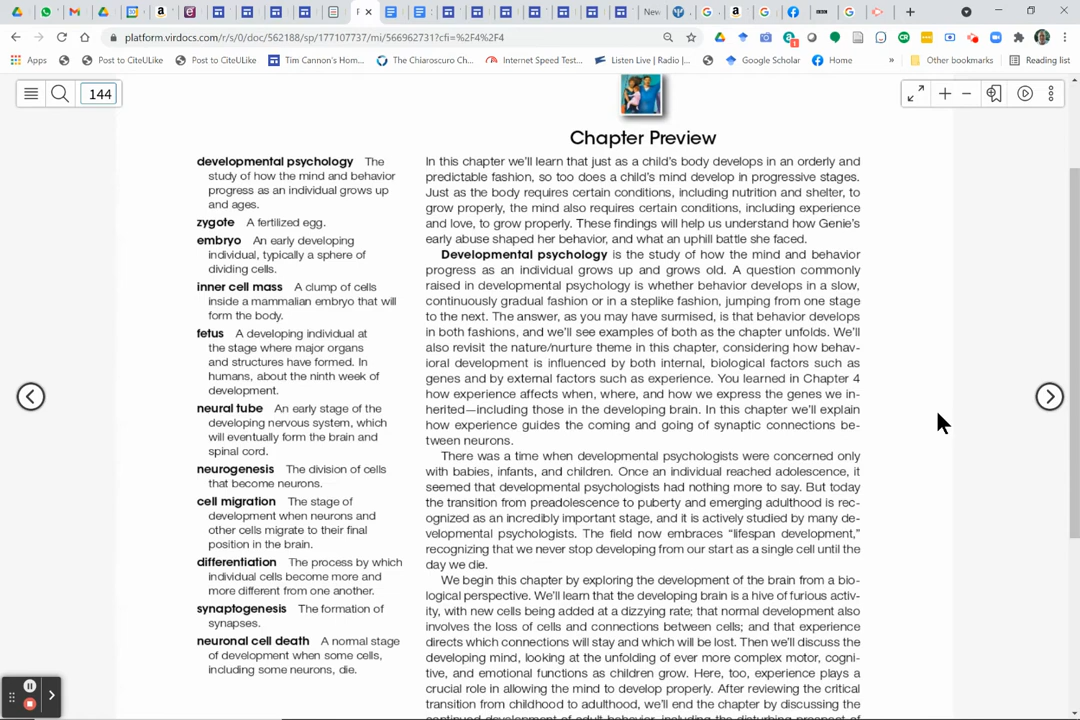 New
platform.virdocs.com/r/s/0/doc/562188/sp/177107737/mi/566962731?cfi=%2F4%2F4
Apps
Post to CiteULike
Post to CiteULike
Tim Cannon's Hom...
The Chiaroscuro Ch...
Internet Speed Test...
Listen Live | Radio |...
Google Scholar
Home
»
Other bookmarks
Reading list
144
Chapter Preview
developmental psychology The
study of how the mind and behavior
progress as an individual grows up
and ages.
zygote A fertilized egg.
embryo An early developing
individual, typically a sphere of
dividing cells.
inner cell mass A clump of cells
inside a mammalian embryo that will
form the body.
fetus A developing individual at
the stage where major organs
and structures have formed. In
humans, about the ninth week of
development.
neural tube An early stage of the
developing nervous system, which
will eventually form the brain and
spinal cord.
neurogenesis The division of cells
that become neurons.
cell migration The stage of
development when neurons and
other cells migrate to their final
position in the brain.
differentiation The process by which
individual cells become more and
more different from one another.
synaptogenesis The formation of
synapses.
neuronal cell death A normal stage
of development when some cells,
including some neurons, die.
In this chapter we'll learn that just as a child's body develops in an orderly and
predictable fashion, so too does a child's mind develop in progressive stages.
Just as the body requires certain conditions, including nutrition and shelter, to
grow properly, the mind also requires certain conditions, including experience
and love, to grow properly. These findings will help us understand how Genie's
early abuse shaped her behavior, and what an uphill battle she faced.
Developmental psychology is the study of how the mind and behavior
progress as an individual grows up and grows old. A question commonly
raised in developmental psychology is whether behavior develops in a slow,
continuously gradual fashion or in a steplike fashion, jumping from one stage
to the next. The answer, as you may have surmised, is that behavior develops
in both fashions, and we'll see examples of both as the chapter unfolds. We'll
also revisit the nature/nurture theme in this chapter, considering how behav-
ioral development is influenced by both internal, biological factors such as
genes and by external factors such as experience. You learned in Chapter 4
how experience affects when, where, and how we express the genes we in-
herited—including those in the developing brain. In this chapter we'll explain
how experience guides the coming and going of synaptic connections be-
tween neurons.
There was a time when developmental psychologists were concerned only
with babies, infants, and children. Once an individual reached adolescence, it
seemed that developmental psychologists had nothing more to say. But today
the transition from preadolescence to puberty and emerging adulthood is rec-
ognized as an incredibly important stage, and it is actively studied by many de-
velopmental psychologists. The field now embraces "lifespan development,"
recognizing that we never stop developing from our start as a single cell until the
day we die.
We begin this chapter by exploring the development of the brain from a bio-
logical perspective. We'll learn that the developing brain is a hive of furious activ-
ity, with new cells being added at a dizzying rate; that normal development also
involves the loss of cells and connections between cells; and that experience
directs which connections will stay and which will be lost. Then we'll discuss the
developing mind, looking at the unfolding of ever more complex motor, cogni-
tive, and emotional functions as children grow. Here, too, experience plays a
crucial role in allowing the mind to develop properly. After reviewing the critical
transition from childhood to adulthood, we'll end the chapter by discussing the
continued development of adult behavior, including the disturbing prospect of